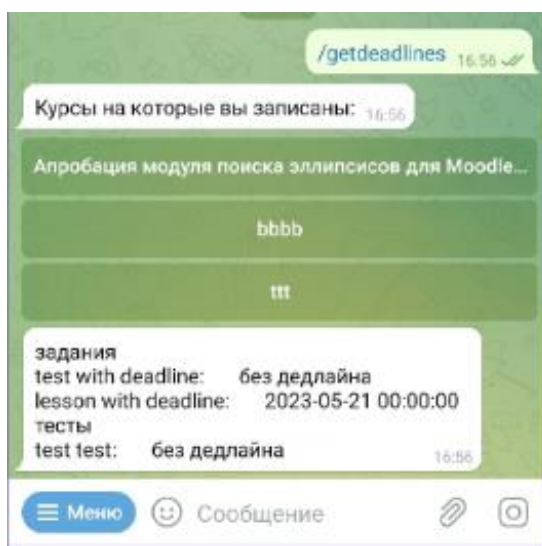 /getdeadlines 16:56
Курсы на которые вы записаны: 16:56
Апробация модуля поиска эллипсисов для Moodle...
bbbb
ttt
задания
test with deadline: без дедлайна
lesson with deadline: 2023-05-21 00:00:00
тесты
test test: без дедлайна 16:56
Меню Сообщение